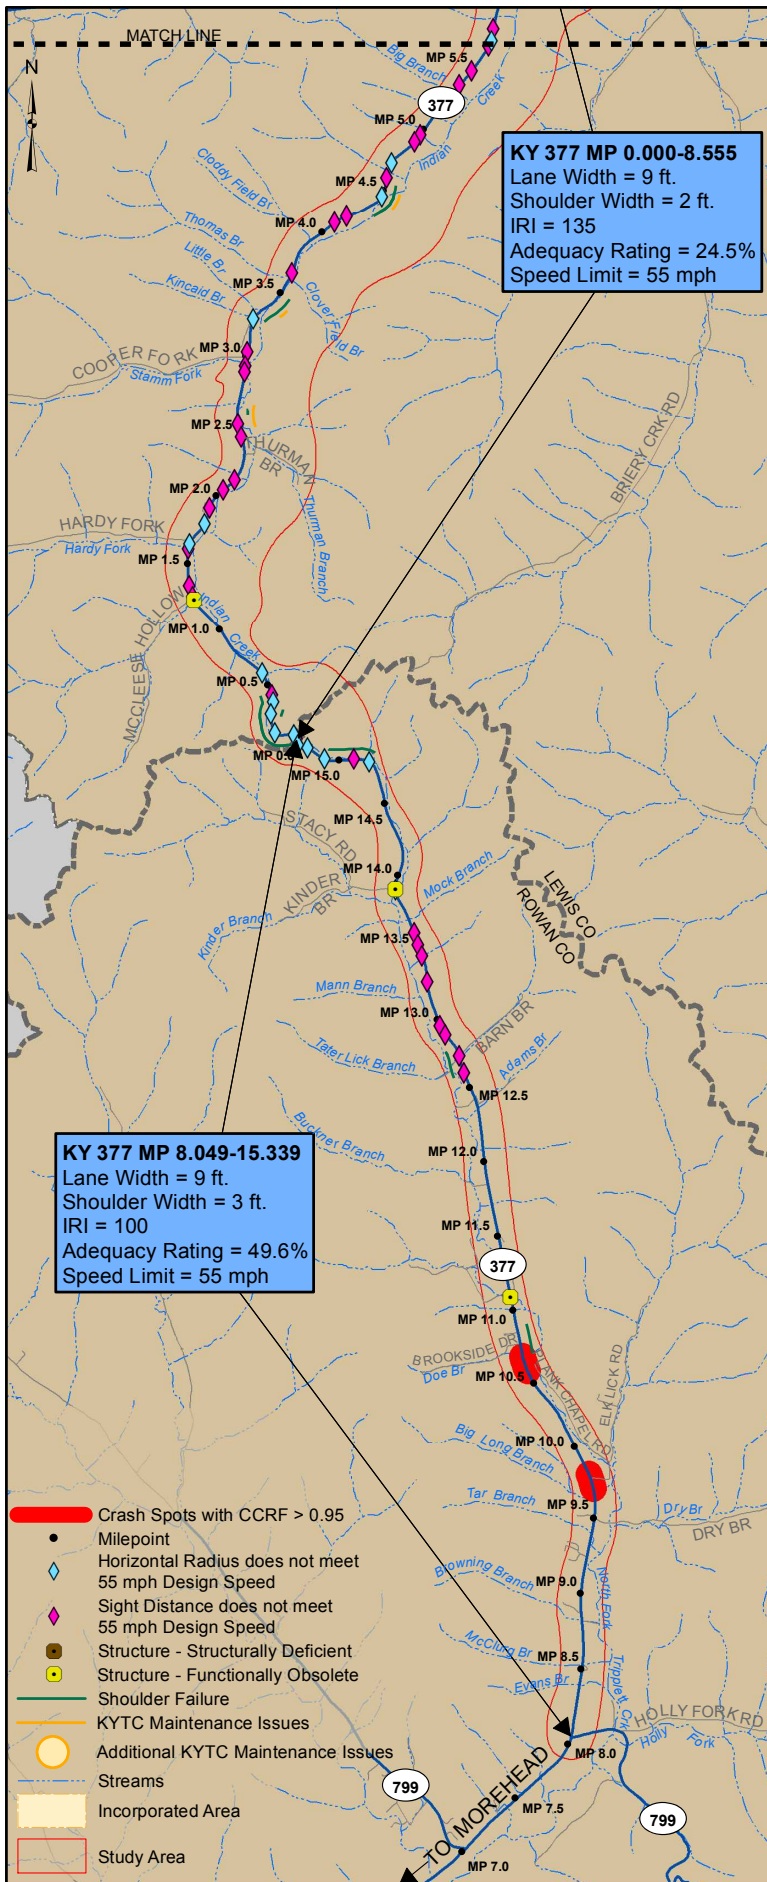 MATCH LINE
N
Big Branch
MP 5.5
Creek
377
MP 5.0
Indian
KY 377 MP 0.000-8.555
Lane Width = 9 ft.
Shoulder Width = 2 ft.
IRI = 135
Adequacy Rating = 24.5%
Speed Limit = 55 mph
Cloddy Field Br
MP 4.5
Thomas Br
MP 4.0
Little Br
Kincaid Br
MP 3.5
Clover Field Br
COOPER FO RK
MP 3.0
Stamm Fork
BRIERY CRK RD
MP 2.5
THURMAN BR
MP 2.0
Thurman Branch
HARDY FORK
Hardy Fork
MP 1.5
MCCLEESE HOLLOW
Indian Creek
MP 1.0
MP 0.5
MP 0.0
MP 15.0
MP 14.5
STACY RD
MP 14.0
KINDER BR
Mock Branch
LEWIS CO
ROWAN CO
Kinder Branch
MP 13.5
Mann Branch
MP 13.0
BARN BR
Tater Lick Branch
Adams Br
MP 12.5
Buckner Branch
KY 377 MP 8.049-15.339
Lane Width = 9 ft.
Shoulder Width = 3 ft.
IRI = 100
Adequacy Rating = 49.6%
Speed Limit = 55 mph
MP 12.0
MP 11.5
377
MP 11.0
BROOKSIDE DR
Doe Br
PLANK CHAPEL RD
ELK LICK RD
MP 10.5
Big Long Branch
MP 10.0
Tar Branch
MP 9.5
Dry Br
DRY BR
Browning Branch
MP 9.0
North Fork
McClurg Br
MP 8.5
Evans Br
Triplett Crk
HOLLY FORK RD
Holly Fork
MP 8.0
TO MOREHEAD
799
MP 7.5
799
MP 7.0
Crash Spots with CCRF > 0.95
Milepoint
Horizontal Radius does not meet
55 mph Design Speed
Sight Distance does not meet
55 mph Design Speed
Structure - Structurally Deficient
Structure - Functionally Obsolete
Shoulder Failure
KYTC Maintenance Issues
Additional KYTC Maintenance Issues
Streams
Incorporated Area
Study Area